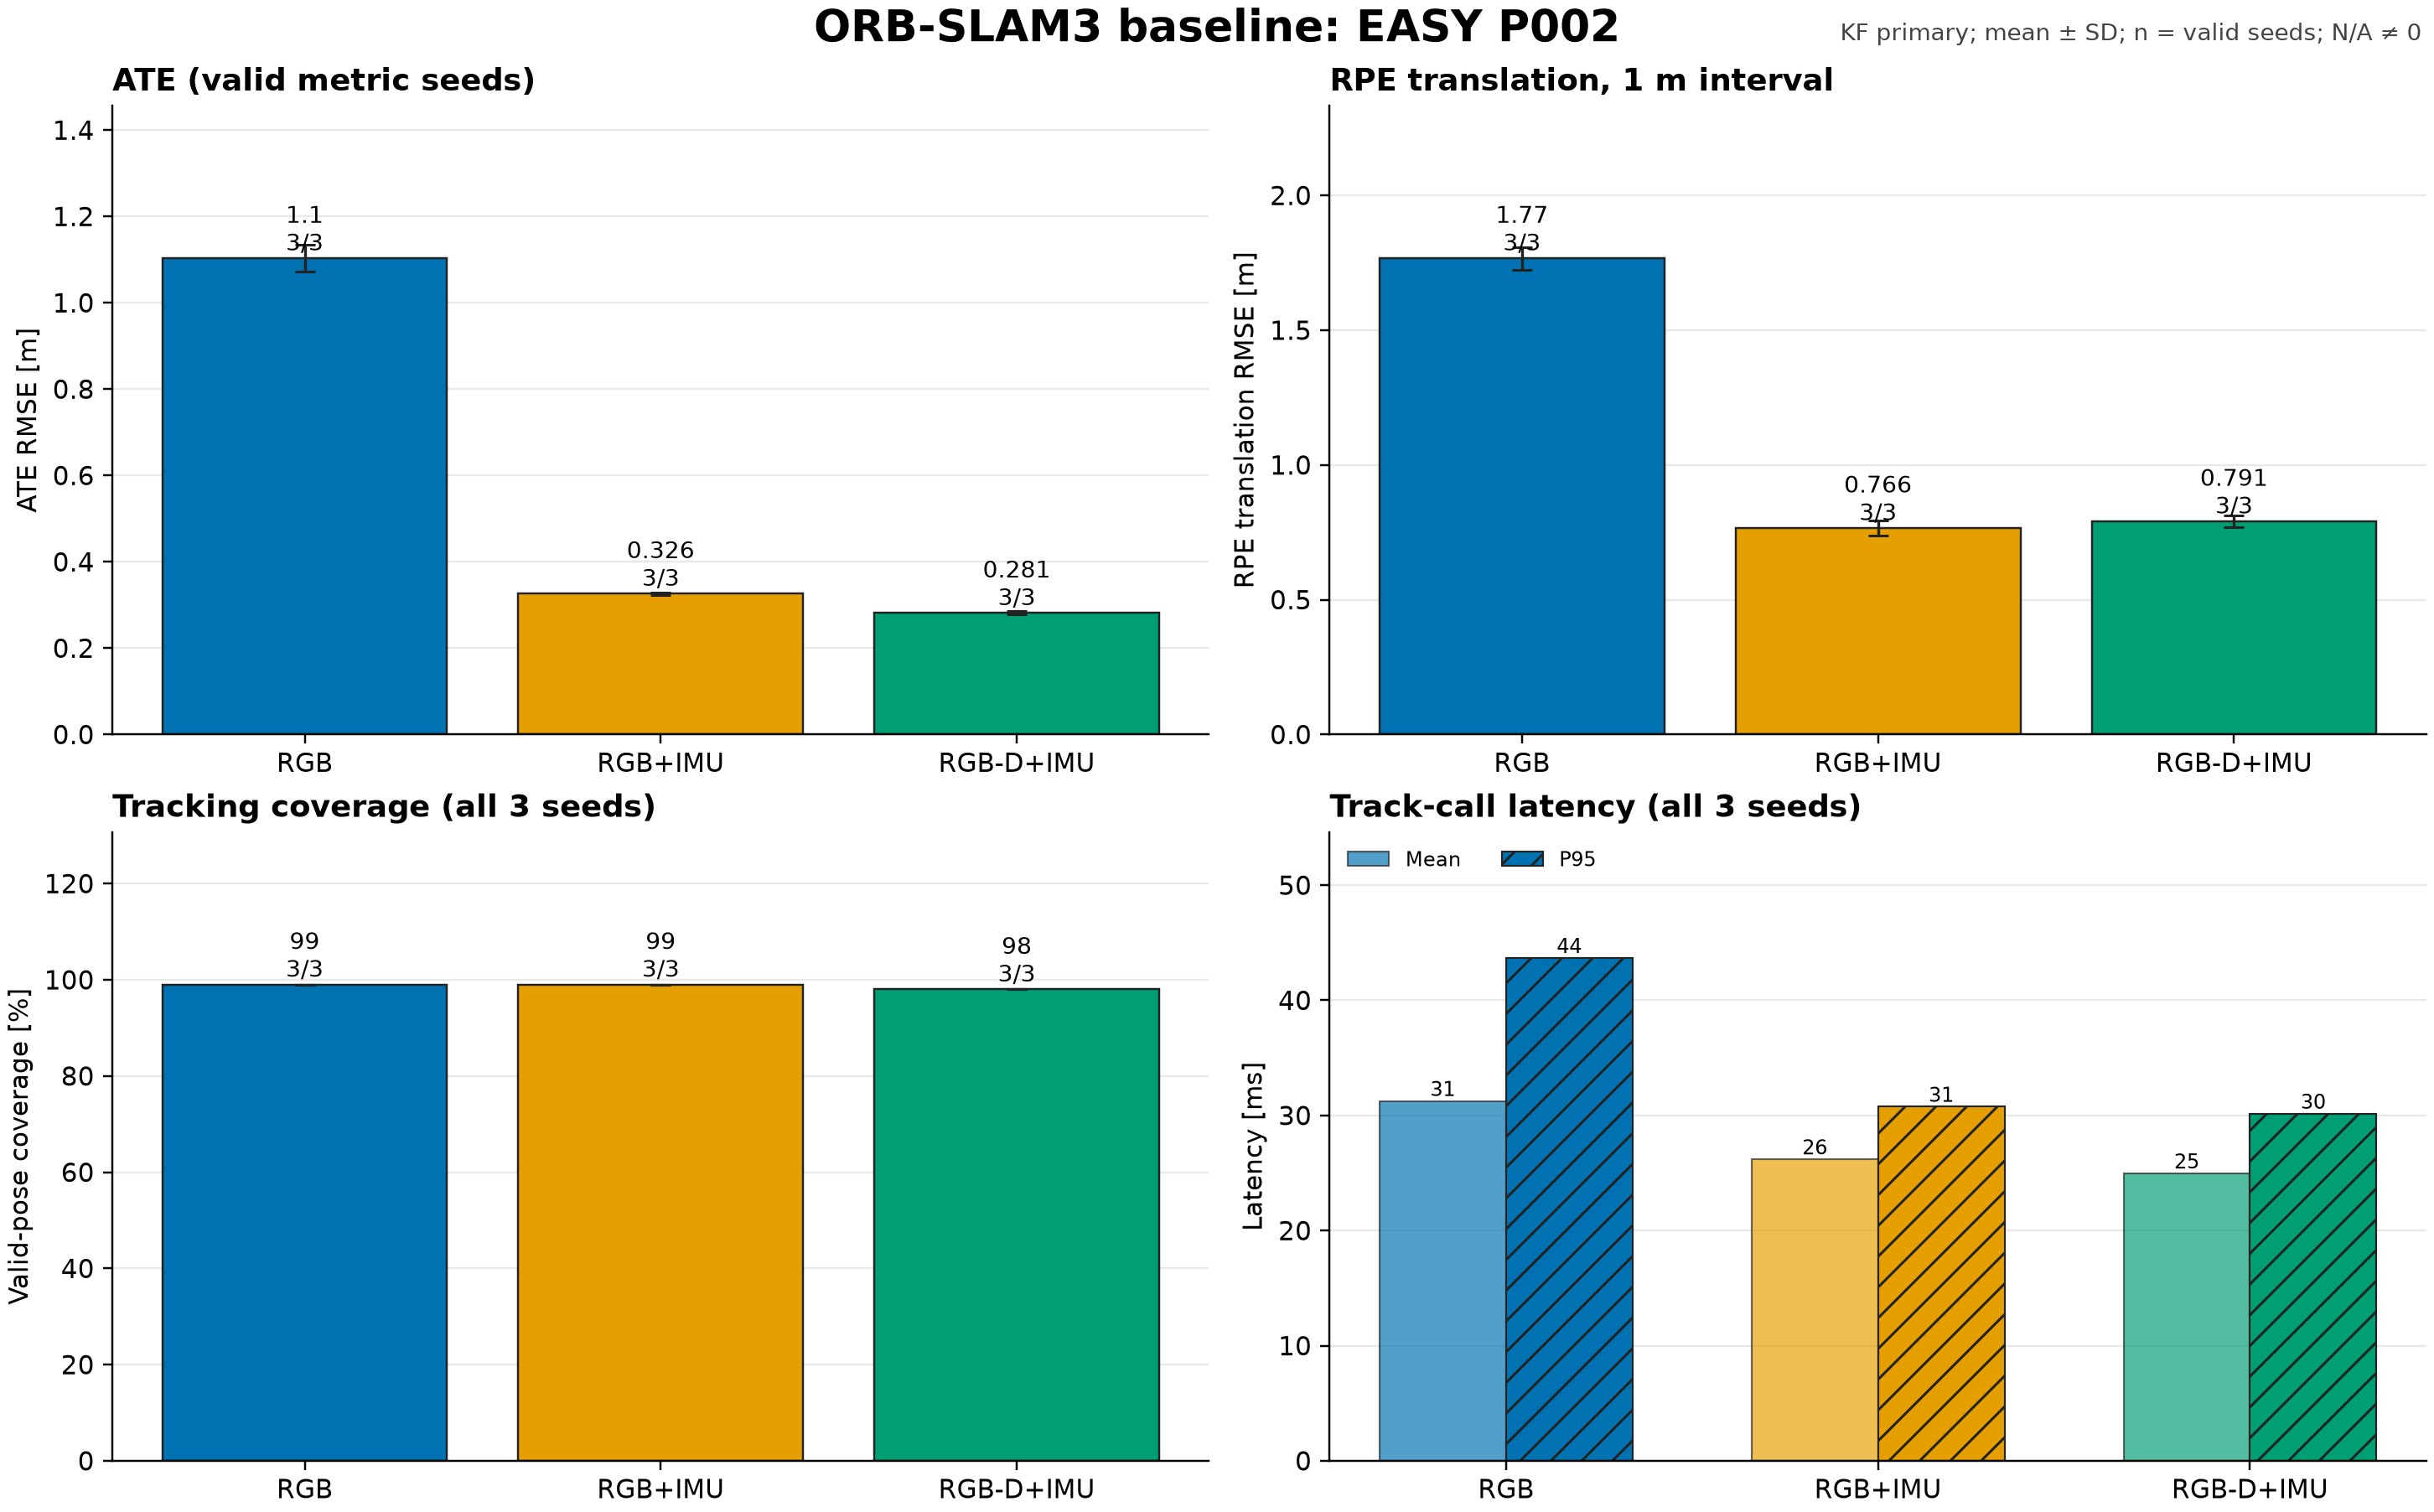 ORB-SLAM3 baseline: EASY P002
KF primary; mean ± SD; n = valid seeds; N/A ≠ 0
ATE (valid metric seeds)
ATE RMSE [m]
1.4
1.2
1.0
0.8
0.6
0.4
0.2
0.0
1.1
3/3
0.326
3/3
0.281
3/3
RGB
RGB+IMU
RGB-D+IMU
RPE translation, 1 m interval
RPE translation RMSE [m]
2.0
1.5
1.0
0.5
0.0
1.77
3/3
0.766
3/3
0.791
3/3
RGB
RGB+IMU
RGB-D+IMU
Tracking coverage (all 3 seeds)
Valid-pose coverage [%]
120
100
80
60
40
20
0
99
3/3
99
3/3
98
3/3
RGB
RGB+IMU
RGB-D+IMU
Track-call latency (all 3 seeds)
Mean
P95
Latency [ms]
50
40
30
20
10
0
31
44
26
31
25
30
RGB
RGB+IMU
RGB-D+IMU